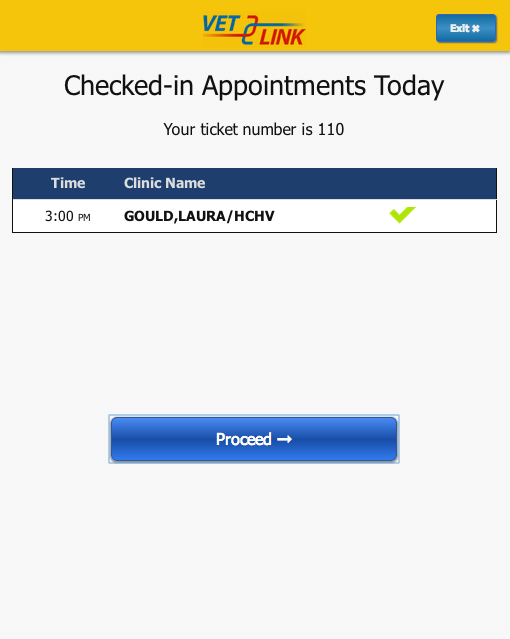 VET LINK
Exit ✖
Checked-in Appointments Today
Your ticket number is 110
Time Clinic Name
3:00 PM GOULD,LAURA/HCHV
Proceed →